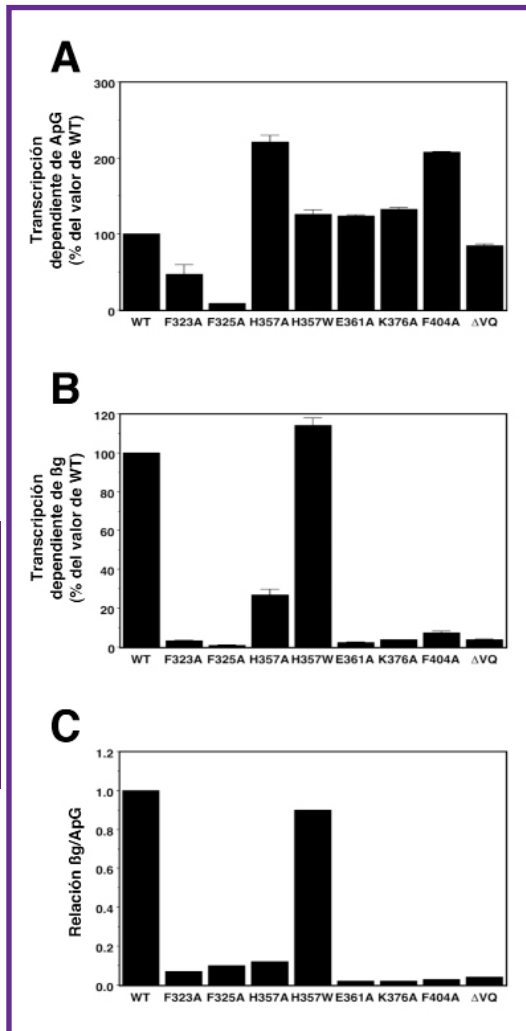 A
Transcripción
dependiente de ApG
(% del valor de WT)
300
200
100
0
WT F323A F325A H357A H357W E361A K376A F404A ΔVQ
B
Transcripción
dependiente de ßg
(% del valor de WT)
120
100
80
60
40
20
0
WT F323A F325A H357A H357W E361A K376A F404A ΔVQ
C
Relación ßg/ApG
1.2
1.0
0.8
0.6
0.4
0.2
0.0
WT F323A F325A H357A H357W E361A K376A F404A ΔVQ